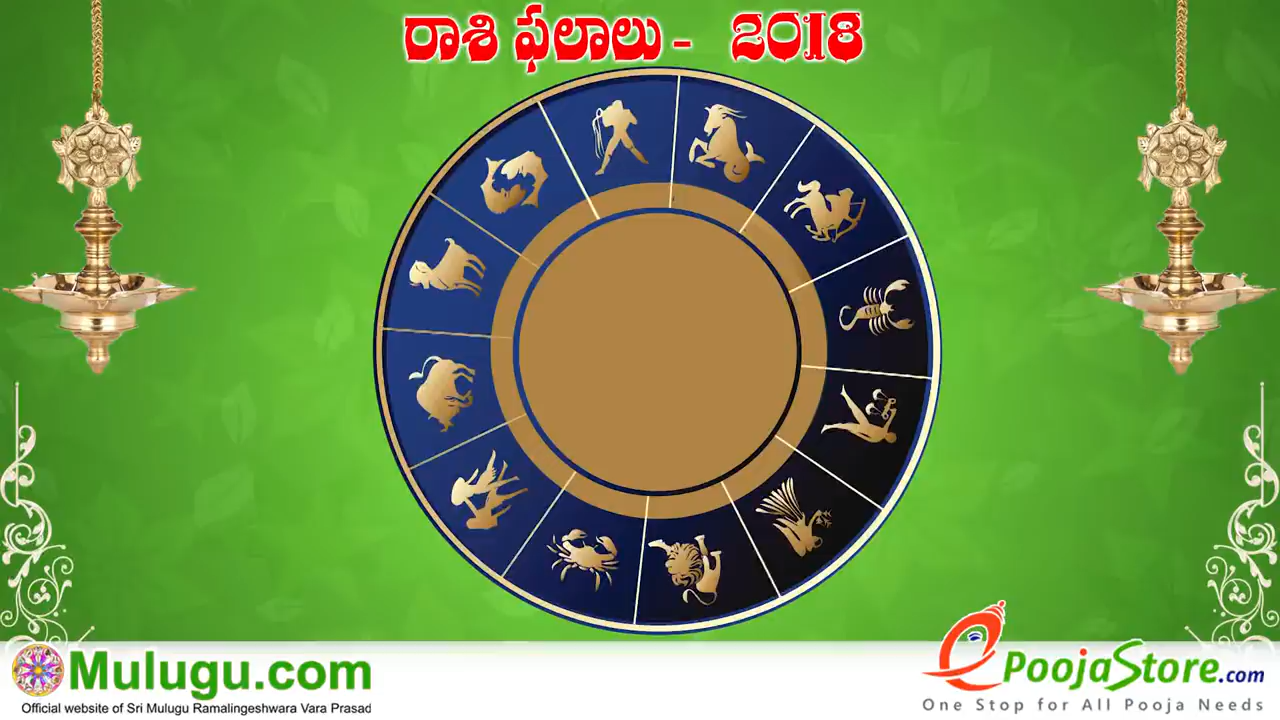 రాశి ఫలాలు - 2018
Mulugu.com
Official website of Sri Mulugu Ramalingeshwara Vara Prasad
ePoojaStore.com
One Stop for All Pooja Needs